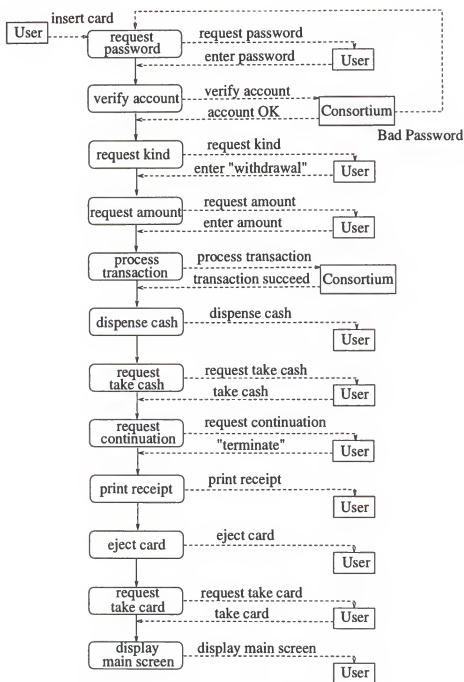 insert card
User
request
password
request password
enter password
User
verify account
verify account
account OK
Consortium
Bad Password
request kind
request kind
enter "withdrawal"
User
request amount
request amount
enter amount
User
process
transaction
process transaction
transaction succeed
Consortium
dispense cash
dispense cash
User
request
take cash
request take cash
take cash
User
request
continuation
request continuation
"terminate"
User
print receipt
print receipt
User
eject card
eject card
User
request
take card
request take card
take card
User
display
main screen
display main screen
User